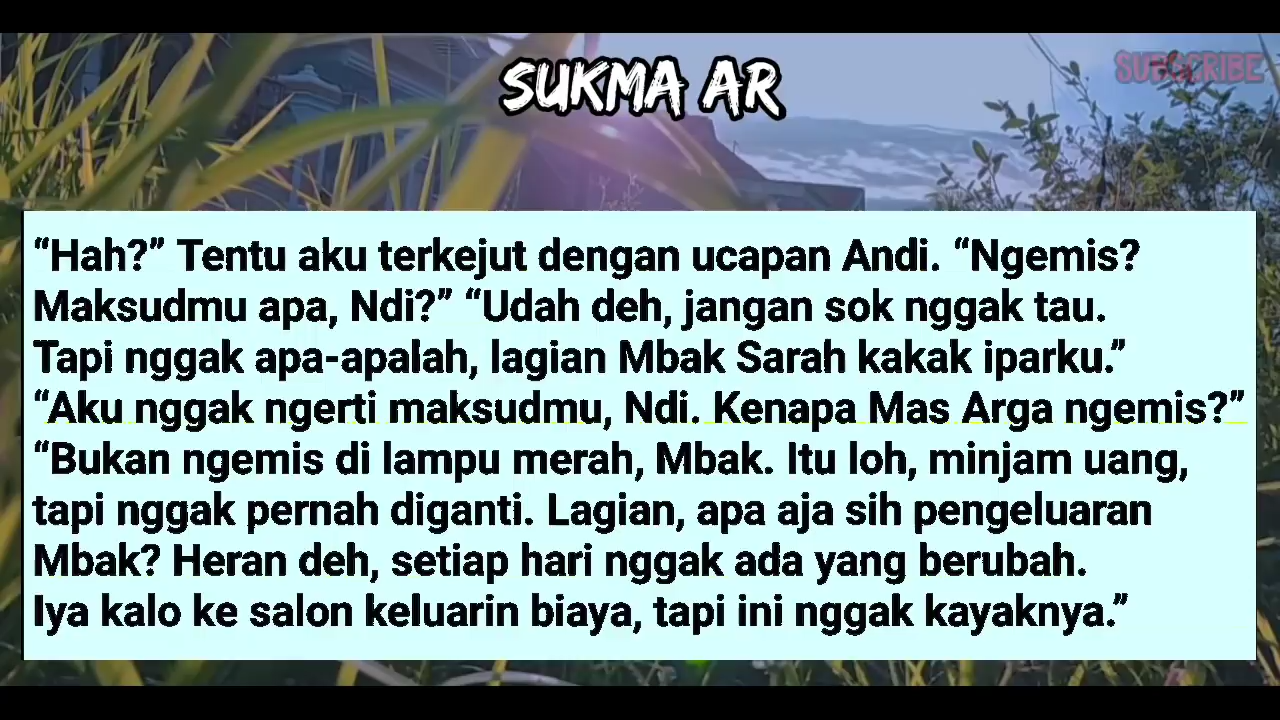 SUKMA AR
SUBSCRIBE
“Hah?” Tentu aku terkejut dengan ucapan Andi. “Ngemis?
Maksudmu apa, Ndi?” “Udah deh, jangan sok nggak tau.
Tapi nggak apa-apalah, lagian Mbak Sarah kakak iparku.”
“Aku nggak ngerti maksudmu, Ndi. Kenapa Mas Arga ngemis?”
“Bukan ngemis di lampu merah, Mbak. Itu loh, minjam uang,
tapi nggak pernah diganti. Lagian, apa aja sih pengeluaran
Mbak? Heran deh, setiap hari nggak ada yang berubah.
Iya kalo ke salon keluarin biaya, tapi ini nggak kayaknya.”